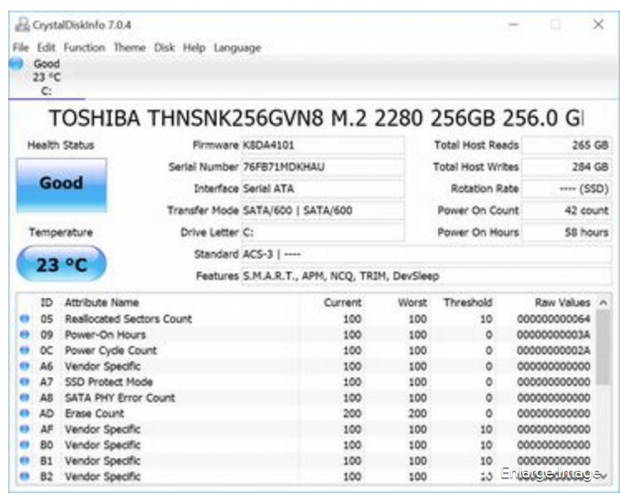 CrystalDiskInfo 7.0.4
File Edit Function Theme Disk Help Language
Good
23 °C
C:
TOSHIBA THNSNK256GVN8 M.2 2280 256GB 256.0 G
Health Status
Good
Temperature
23 °C
Firmware K8DA4101
Serial Number 76FB71MDKHAU
Interface Serial ATA
Transfer Mode SATA/600 | SATA/600
Drive Letter C:
Standard ACS-3 | ----
Features S.M.A.R.T., APM, NCQ, TRIM, DevSleep
Total Host Reads 265 GB
Total Host Writes 284 GB
Rotation Rate ---- (SSD)
Power On Count 42 count
Power On Hours 58 hours
ID Attribute Name Current Worst Threshold Raw Values
05 Reallocated Sectors Count 100 100 10 000000000064
09 Power-On Hours 100 100 0 00000000003A
0C Power Cycle Count 100 100 0 00000000002A
A6 Vendor Specific 100 100 0 000000000000
A7 SSD Protect Mode 100 100 0 000000000000
A8 SATA PHY Error Count 100 100 0 000000000000
AD Erase Count 200 200 0 000000000000
AF Vendor Specific 100 100 10 000000000000
B0 Vendor Specific 100 100 10 000000000000
B1 Vendor Specific 100 100 10 000000000000
B2 Vendor Specific 100 100 10
Enlarge Image